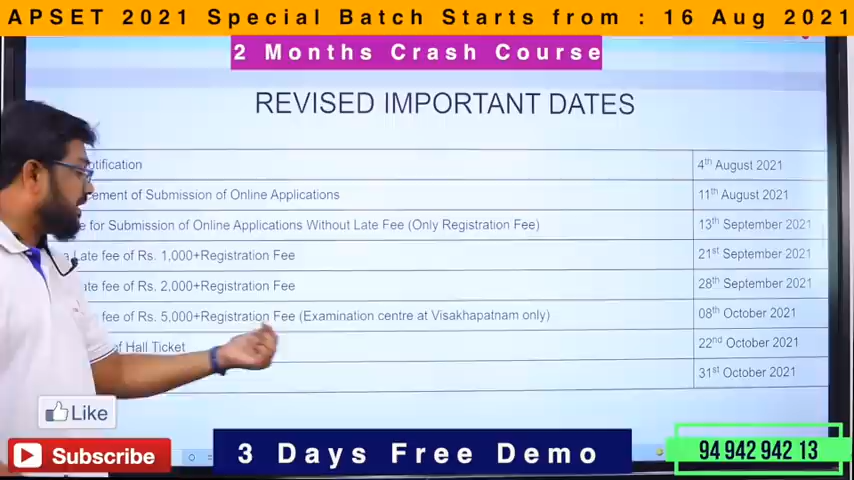 APSET 2021 Special Batch Starts from : 16 Aug 2021
2 Months Crash Course
REVISED IMPORTANT DATES
4th August 2021
of Submission of Online Applications 11th August 2021
for Submission of Online Applications Without Late Fee (Only Registration Fee) 13th September 2021
Late fee of Rs. 1,000+Registration Fee 21st September 2021
fee of Rs. 2,000+Registration Fee 28th September 2021
fee of Rs. 5,000+Registration Fee (Examination centre at Visakhapatnam only) 08th October 2021
of Hall Ticket 22nd October 2021
31st October 2021
Like
Subscribe
3 Days Free Demo
94 942 942 13